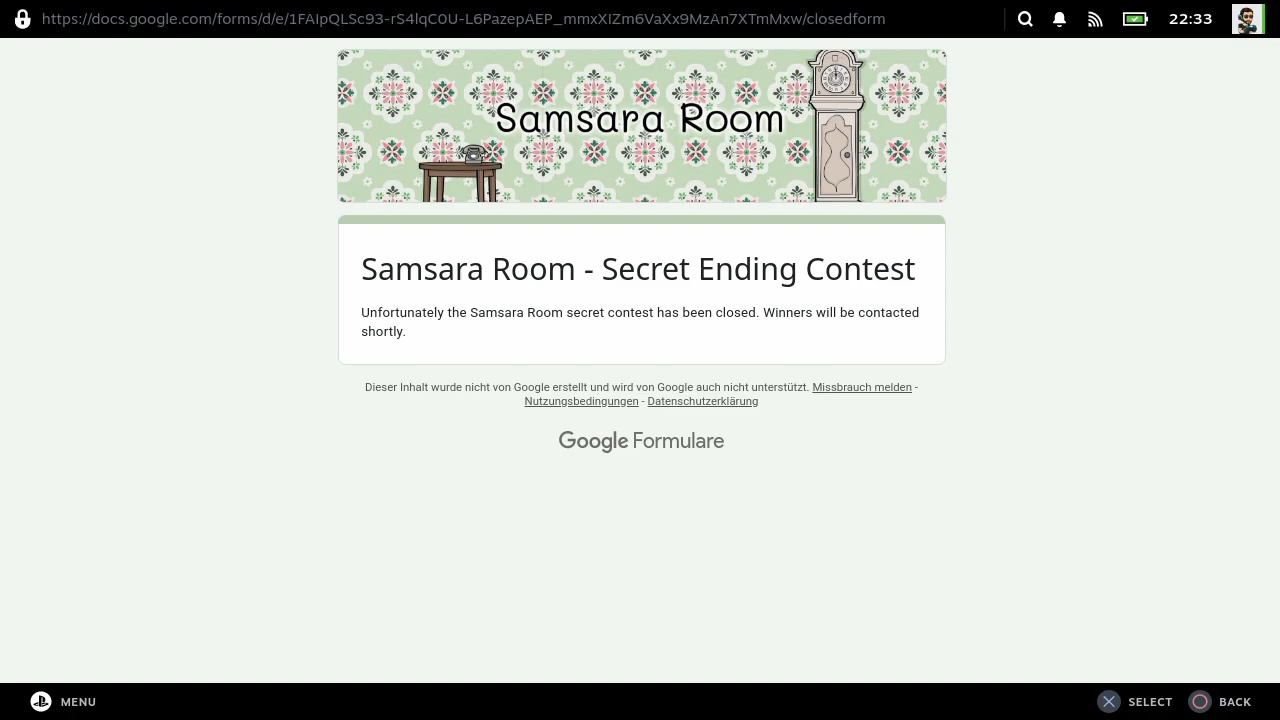 https://docs.google.com/forms/d/e/1FAIpQLSc93-rS4lqC0U-L6PazepAEP_mmxXIZm6VaXx9MzAn7XTmMxw/closedform
22:33
Samsara Room
Samsara Room - Secret Ending Contest
Unfortunately the Samsara Room secret contest has been closed. Winners will be contacted
shortly.
Dieser Inhalt wurde nicht von Google erstellt und wird von Google auch nicht unterstützt. Missbrauch melden -
Nutzungsbedingungen - Datenschutzerklärung
Google Formulare
MENU
SELECT
BACK